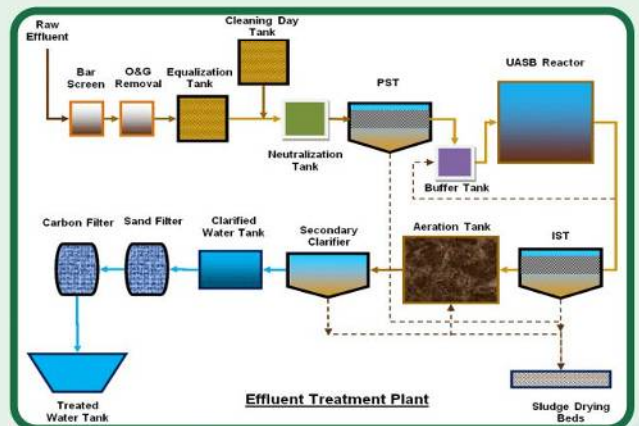 Raw
Effluent
Cleaning Day
Tank
Bar
Screen
O&G
Removal
Equalization
Tank
Neutralization
Tank
PST
Buffer Tank
UASB Reactor
Carbon Filter
Sand Filter
Clarified
Water Tank
Secondary
Clarifier
Aeration Tank
IST
Treated
Water Tank
Effluent Treatment Plant
Sludge Drying
Beds